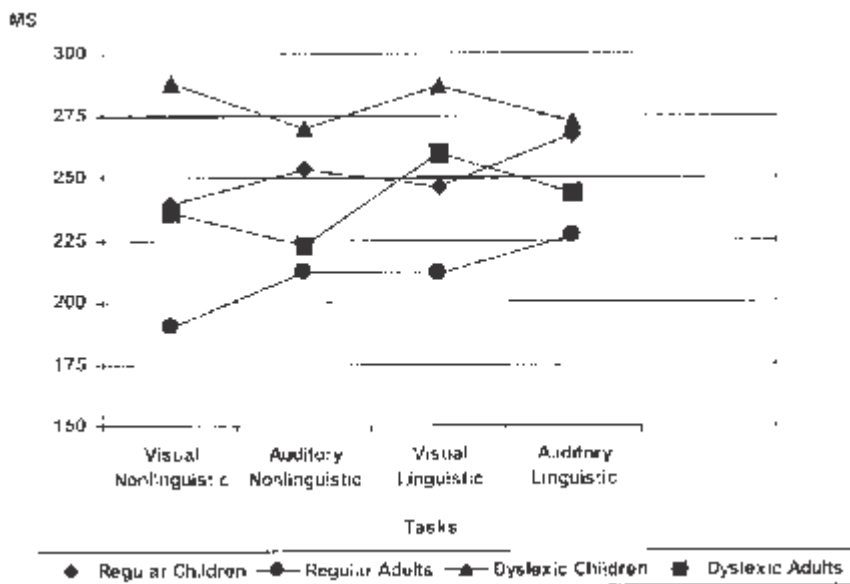 MS
300
275
250
225
200
175
150
Visual Auditory Visual Auditory
Nonlinguistic Nonlinguistic Linguistic Linguistic
Tasks
Regular Children Regular Adults Dyslexic Children Dyslexic Adults